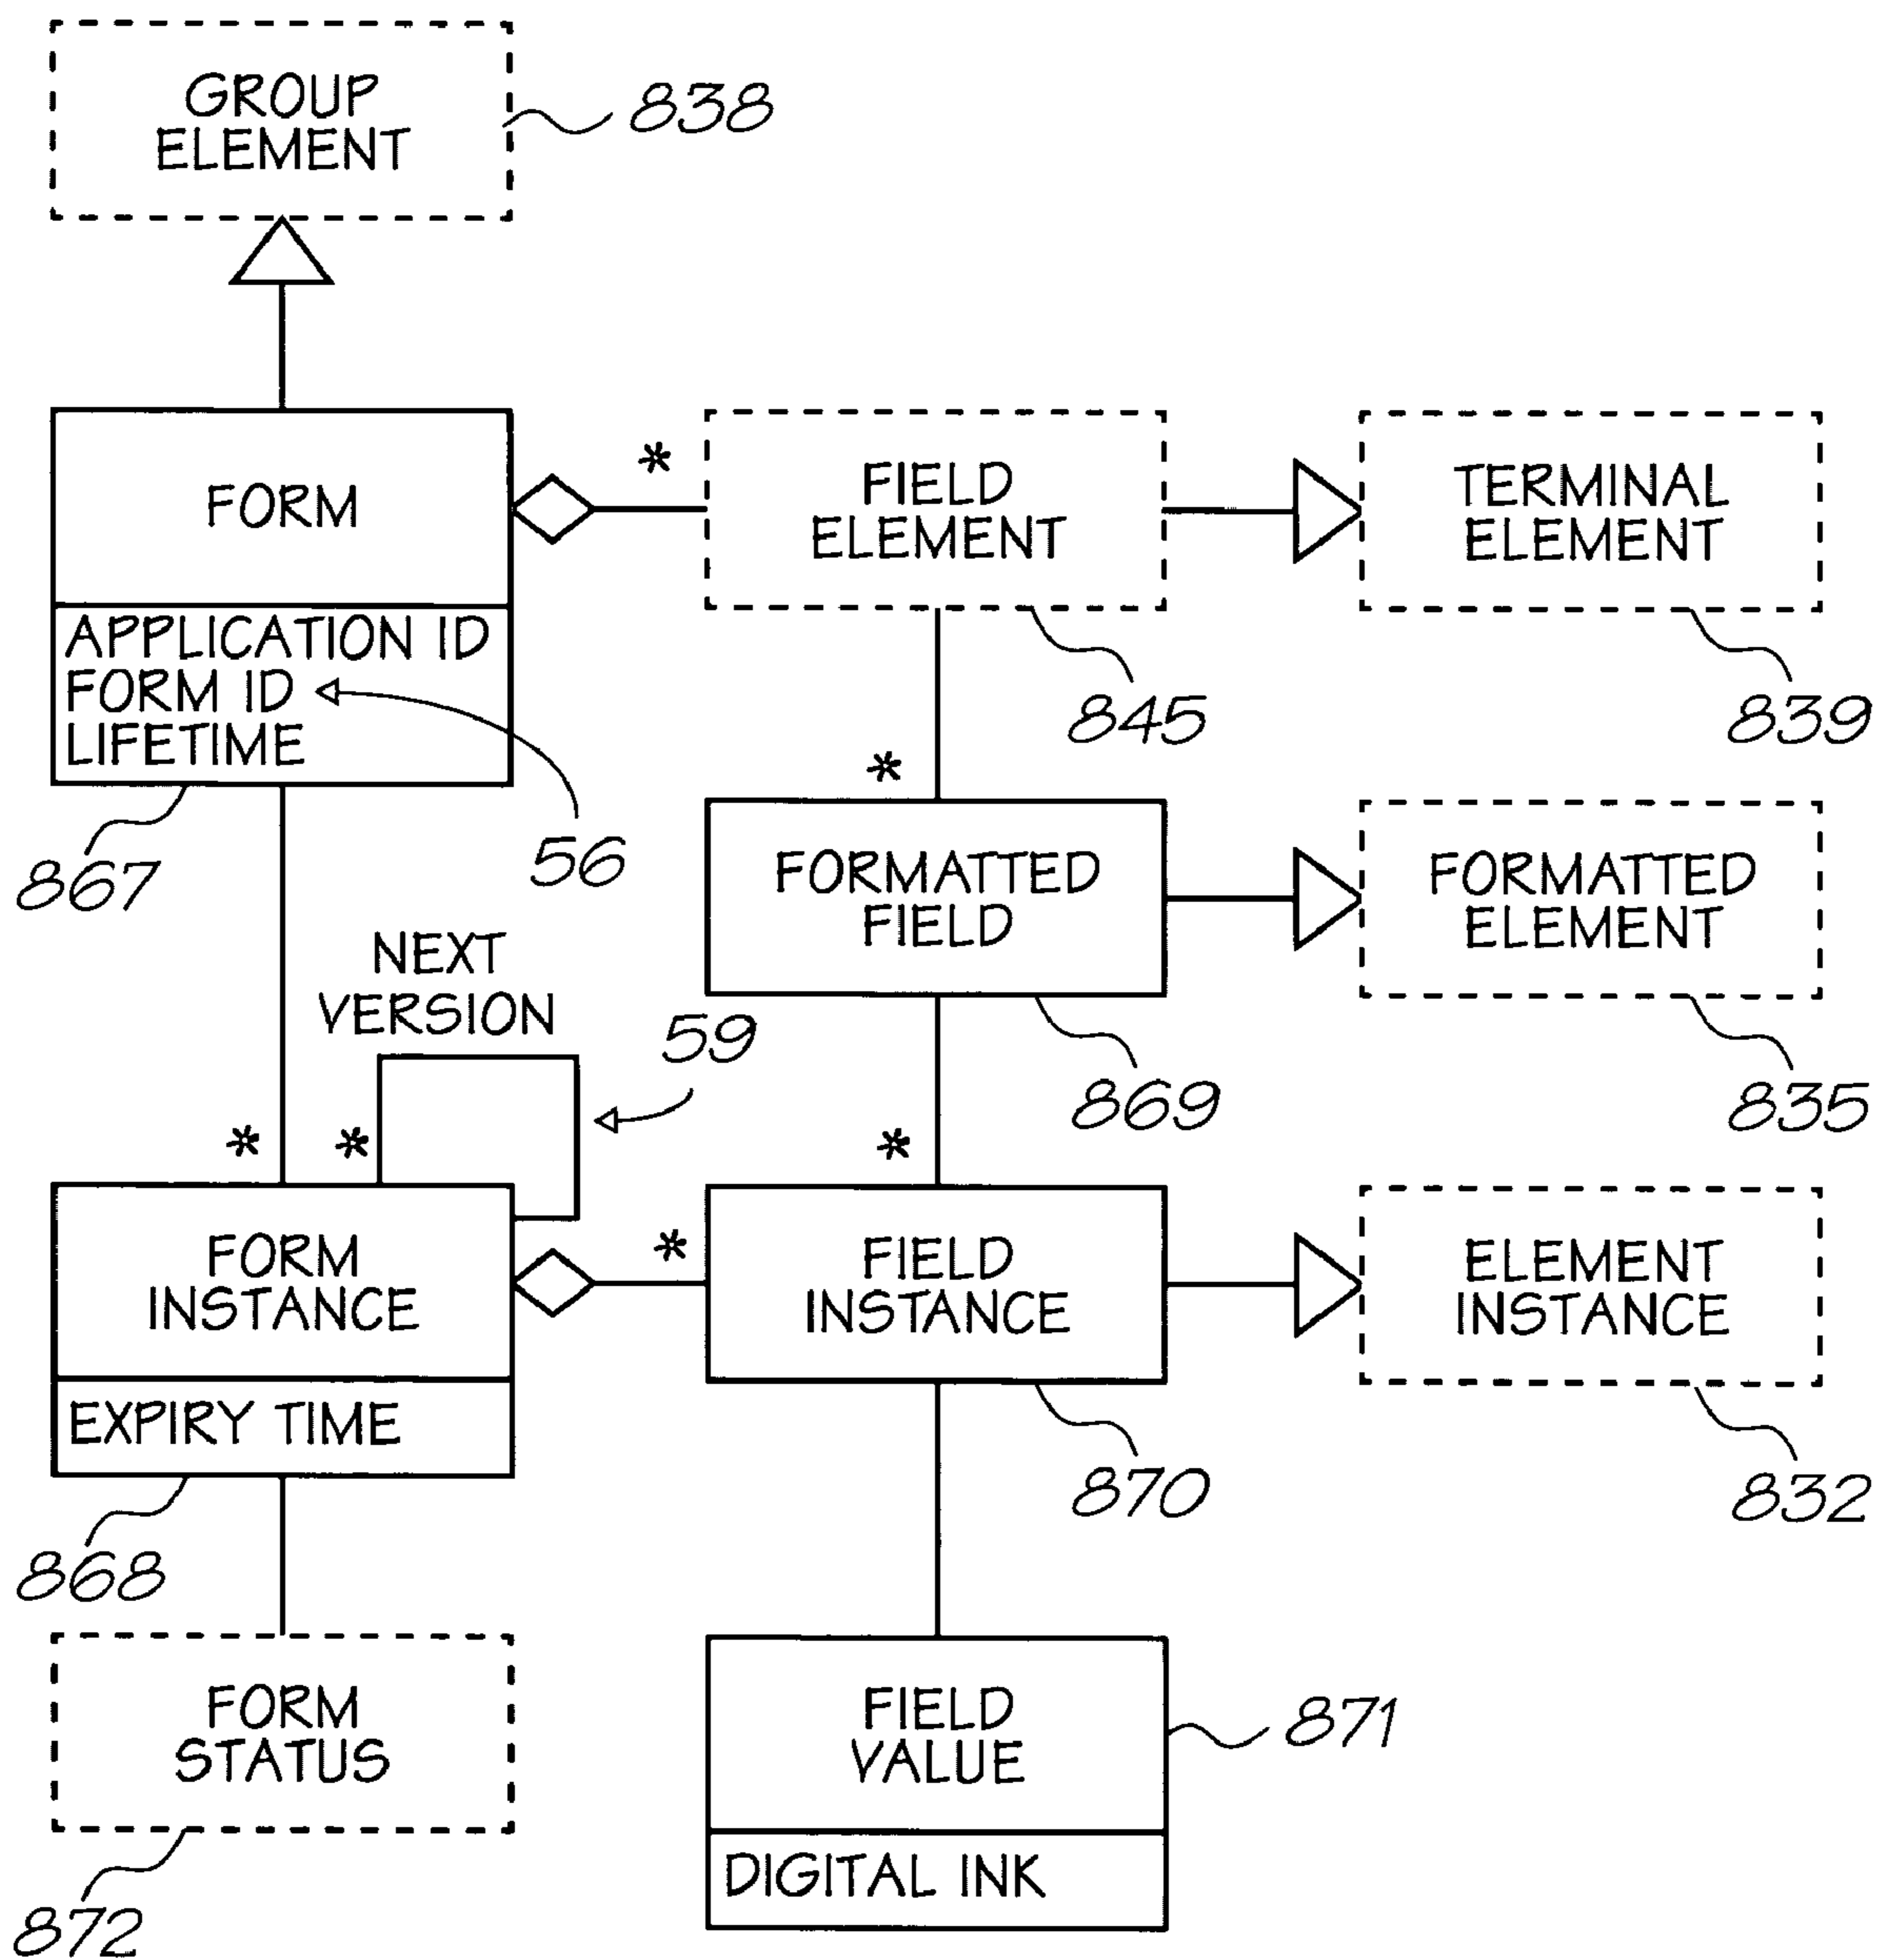 GROUP
ELEMENT
838
FORM
APPLICATION ID
FORM ID
LIFETIME
867
56
*
FIELD
ELEMENT
845
TERMINAL
ELEMENT
839
*
FORMATTED
FIELD
869
FORMATTED
ELEMENT
835
NEXT
VERSION
59
*
*
*
FORM
INSTANCE
EXPIRY TIME
868
*
FIELD
INSTANCE
870
ELEMENT
INSTANCE
832
FORM
STATUS
872
FIELD
VALUE
DIGITAL INK
871